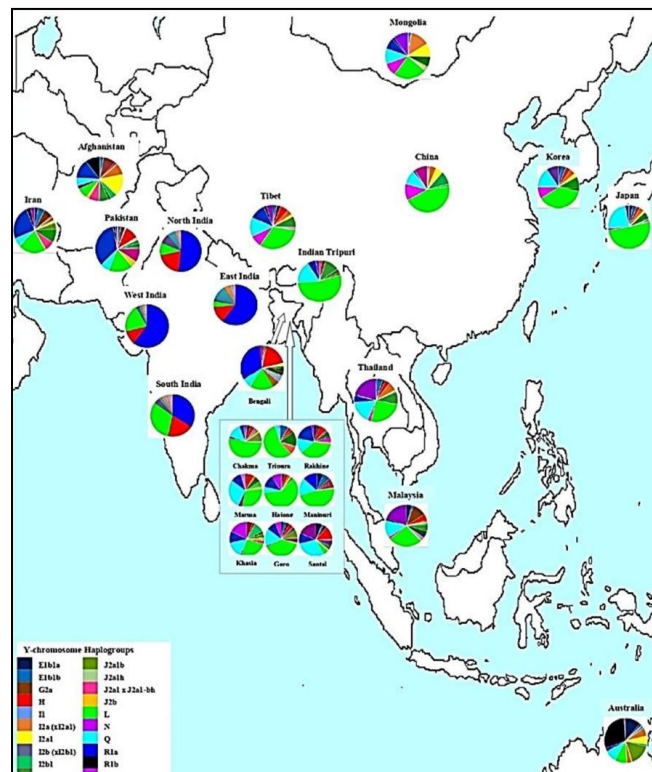 Mongolia
Afghanistan
China
Korea
Japan
Iran
Pakistan
North India
Tibet
Indian Tripuri
East India
West India
South India
Bengali
Thailand
Chakma
Tripura
Rakhine
Marma
Hajong
Manipuri
Khasia
Garo
Santal
Malaysia
Australia
Y-chromosome Haplogroups
E1b1a
E1b1b
G2a
H
I1
I2a (xI2a1)
I2a1
I2b (xI2b1)
I2b1
J2a1b
J2a1h
J2a1 x J2a1-bh
J2b
L
N
Q
R1a
R1b